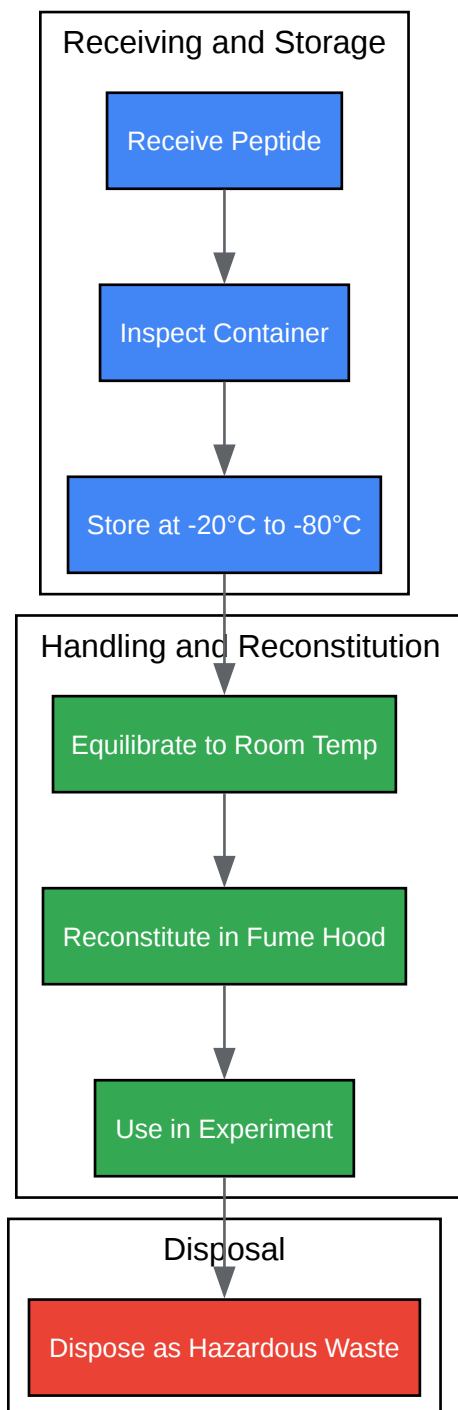 Receiving and Storage
Receive Peptide
Inspect Container
Store at -20°C to -80°C
Handling and Reconstitution
Equilibrate to Room Temp
Reconstitute in Fume Hood
Use in Experiment
Disposal
Dispose as Hazardous Waste